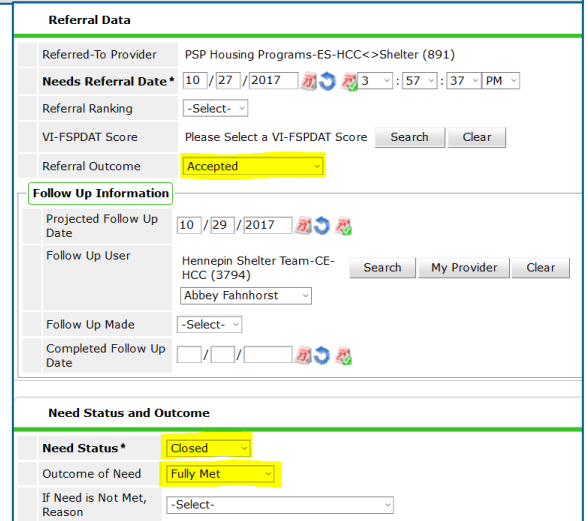 Referral Data
Referred-To Provider PSP Housing Programs-ES-HCC<>Shelter (891)
Needs Referral Date* 10 / 27 / 2017 3 : 57 : 37 PM
Referral Ranking -Select-
VI-FSPDAT Score Please Select a VI-FSPDAT Score Search Clear
Referral Outcome Accepted
Follow Up Information
Projected Follow Up
Date 10 / 29 / 2017
Follow Up User Hennepin Shelter Team-CE-
HCC (3794) Search My Provider Clear
Abbey Fahnhorst
Follow Up Made -Select-
Completed Follow Up
Date / /
Need Status and Outcome
Need Status* Closed
Outcome of Need Fully Met
If Need is Not Met,
Reason -Select-